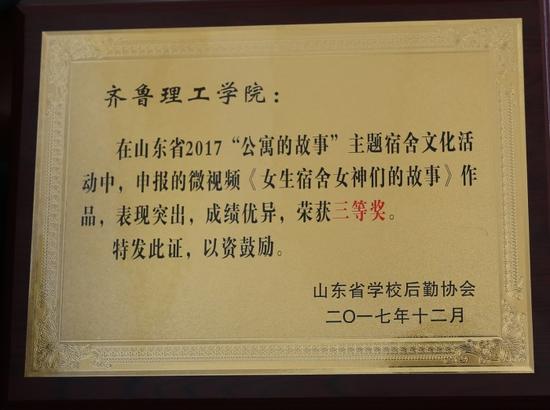 齐鲁理工学院：
在山东省2017“公寓的故事”主题宿舍文化活
动中，申报的微视频《女生宿舍女神们的故事》作
品，表现突出，成绩优异，荣获三等奖。
特发此证，以资鼓励。
山东省学校后勤协会
二〇一七年十二月